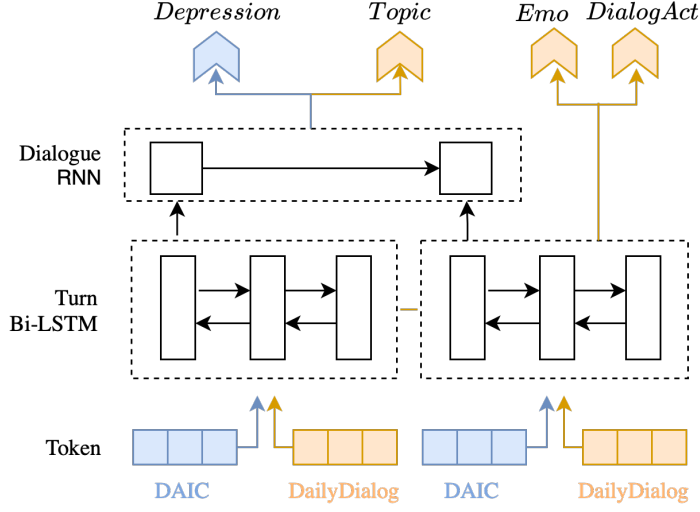 Depression Topic Emo DialogAct
Dialogue
RNN
Turn
Bi-LSTM
Token
DAIC DailyDialog DAIC DailyDialog